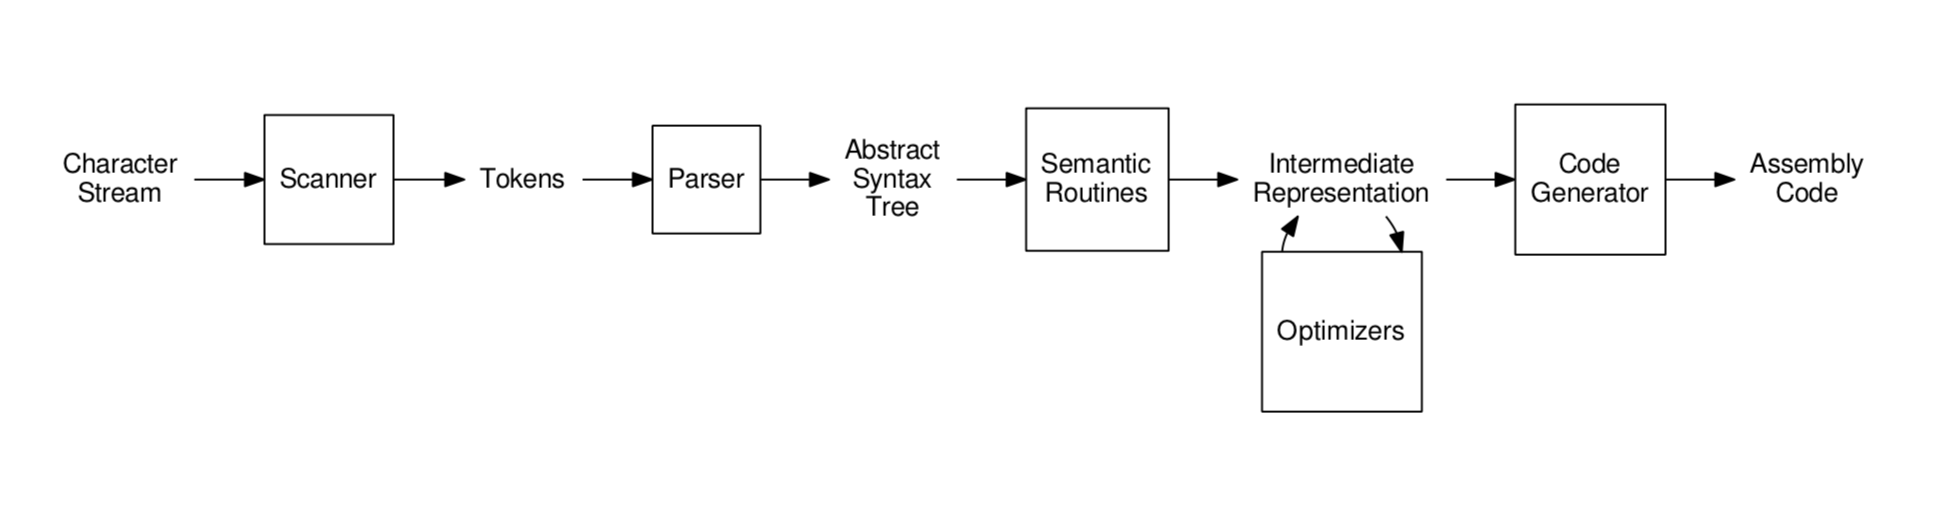 Character
Stream
Scanner
Tokens
Parser
Abstract
Syntax
Tree
Semantic
Routines
Intermediate
Representation
Code
Generator
Assembly
Code
Optimizers